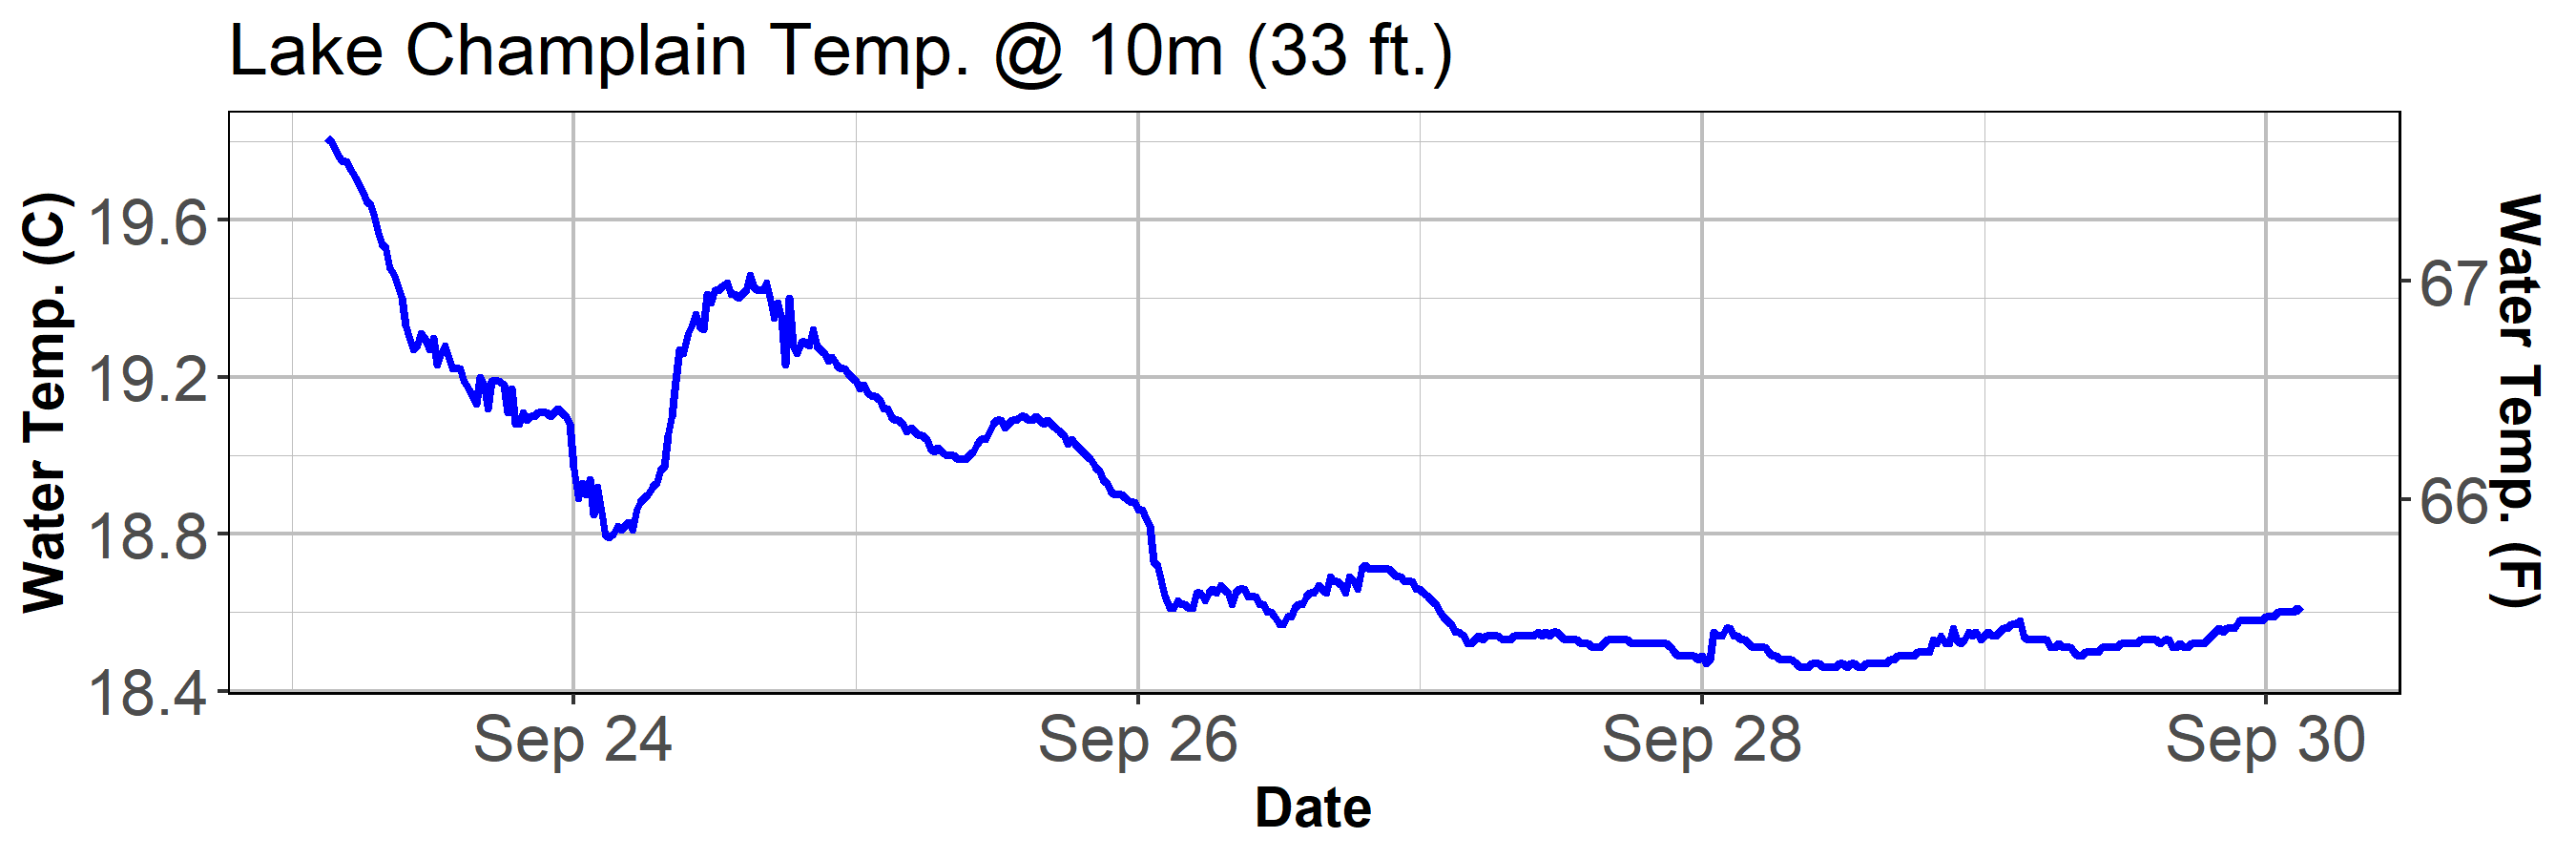 Lake Champlain Temp. @ 10m (33 ft.)
Water Temp. (C)
19.6
19.2
18.8
18.4
67
66
Water Temp. (F)
Sep 24
Sep 26
Sep 28
Sep 30
Date